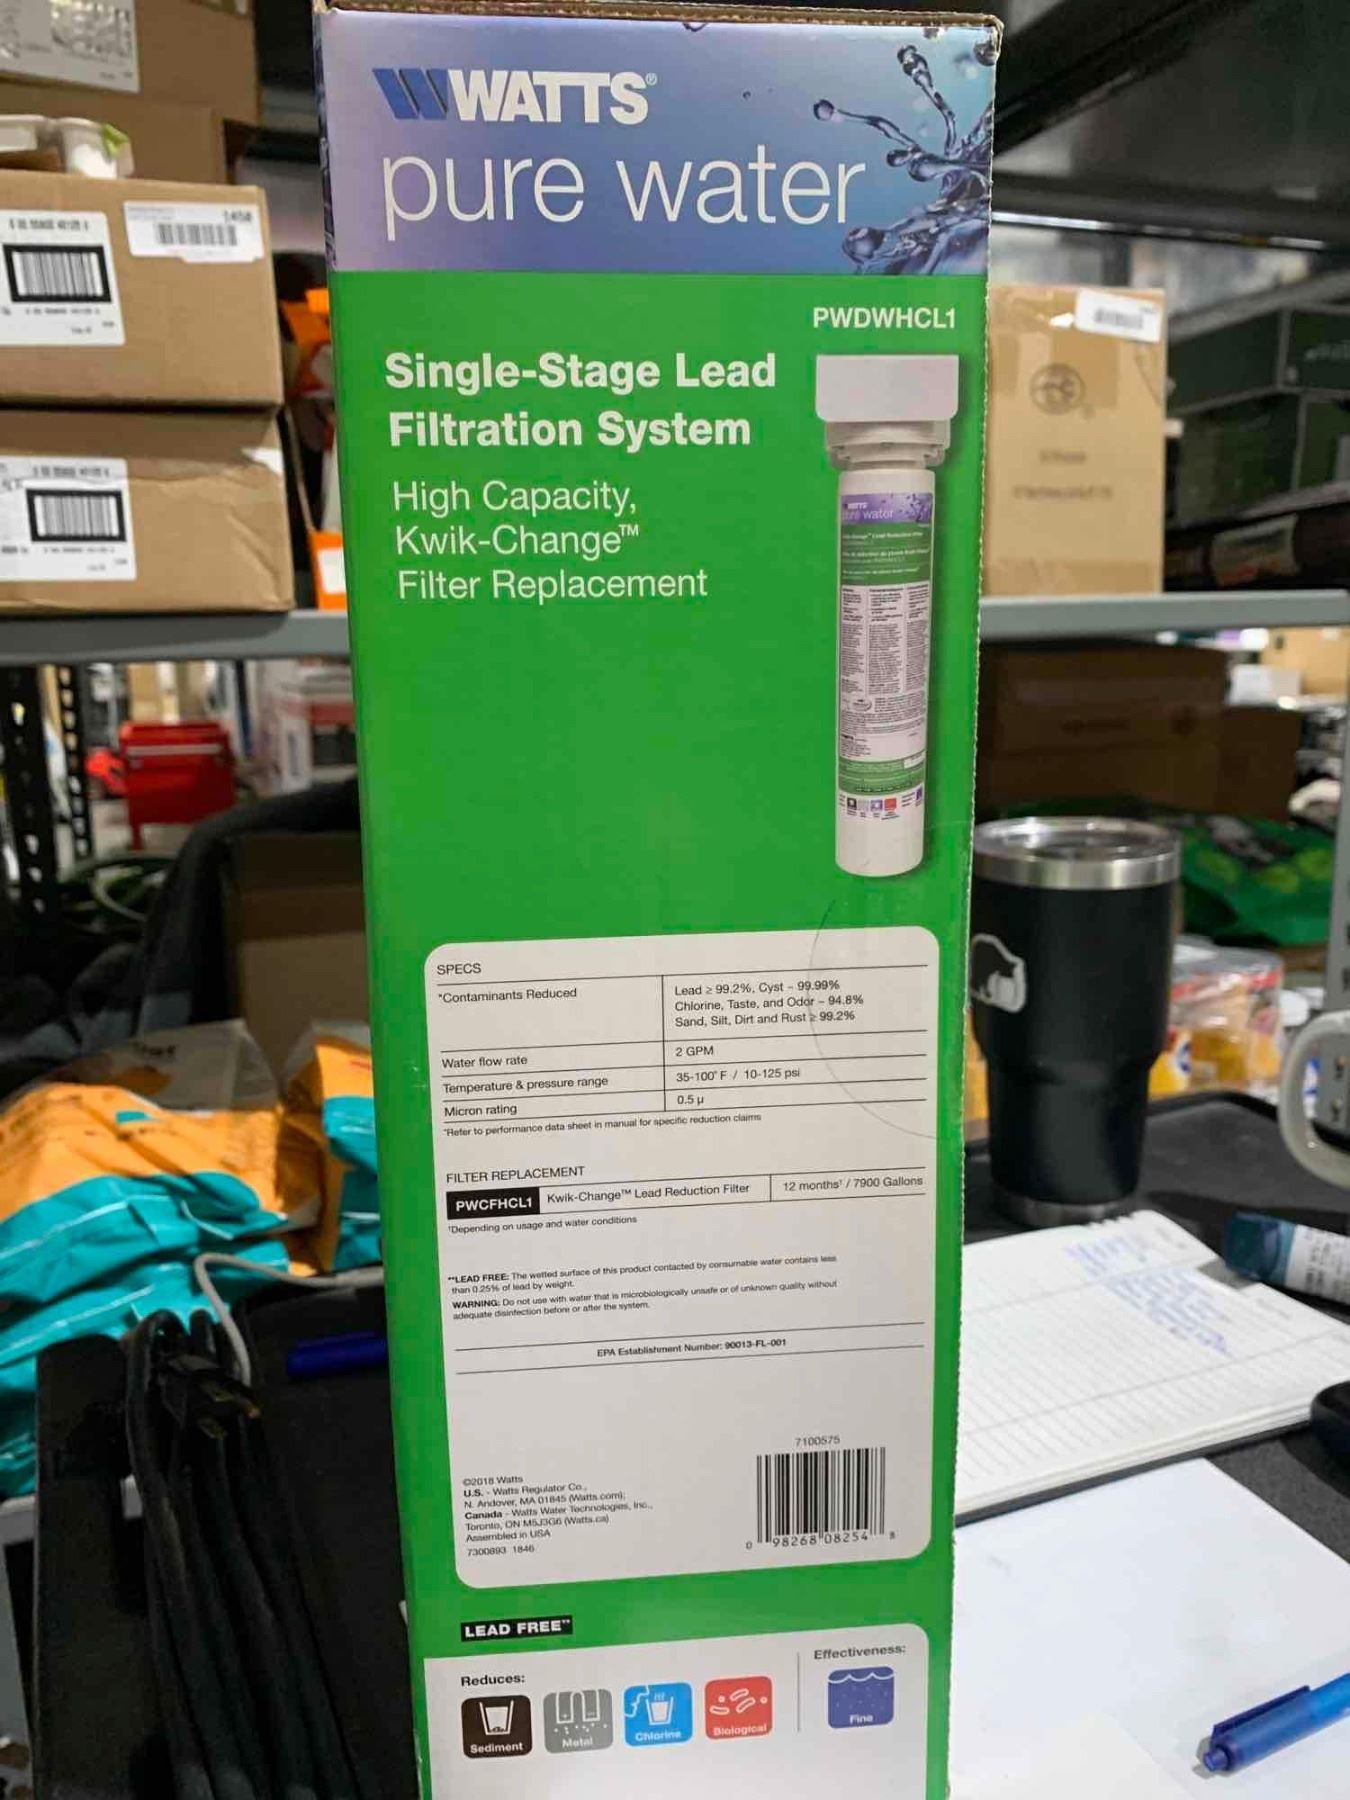 WATTS®
pure water
PWDWHCL1
Single-Stage Lead
Filtration System
High Capacity,
Kwik-Change™
Filter Replacement
WATTS
pure water
SPECS
*Contaminants Reduced
Lead ≥ 99.2%, Cyst - 99.99%
Chlorine, Taste, and Odor - 94.8%
Sand, Silt, Dirt and Rust ≥ 99.2%
Water flow rate
2 GPM
Temperature & pressure range
35-100° F / 10-125 psi
Micron rating
0.5 µ
*Refer to performance data sheet in manual for specific reduction claims
FILTER REPLACEMENT
PWCFHCL1 Kwik-Change™ Lead Reduction Filter 12 months† / 7900 Gallons
†Depending on usage and water conditions
**LEAD FREE: The wetted surface of this product contacted by consumable water contains less
than 0.25% of lead by weight.
WARNING: Do not use with water that is microbiologically unsafe or of unknown quality without
adequate disinfection before or after the system.
EPA Establishment Number: 90013-FL-001
7100575
©2018 Watts
U.S. - Watts Regulator Co.,
N. Andover, MA 01845 (Watts.com);
Canada - Watts Water Technologies, Inc.,
Toronto, ON M5J3G6 (Watts.ca)
Assembled in USA
7300893 1846
0 98268 08254 8
LEAD FREE**
Reduces:
Effectiveness:
Sediment
Metal
Chlorine
Biological
Fine